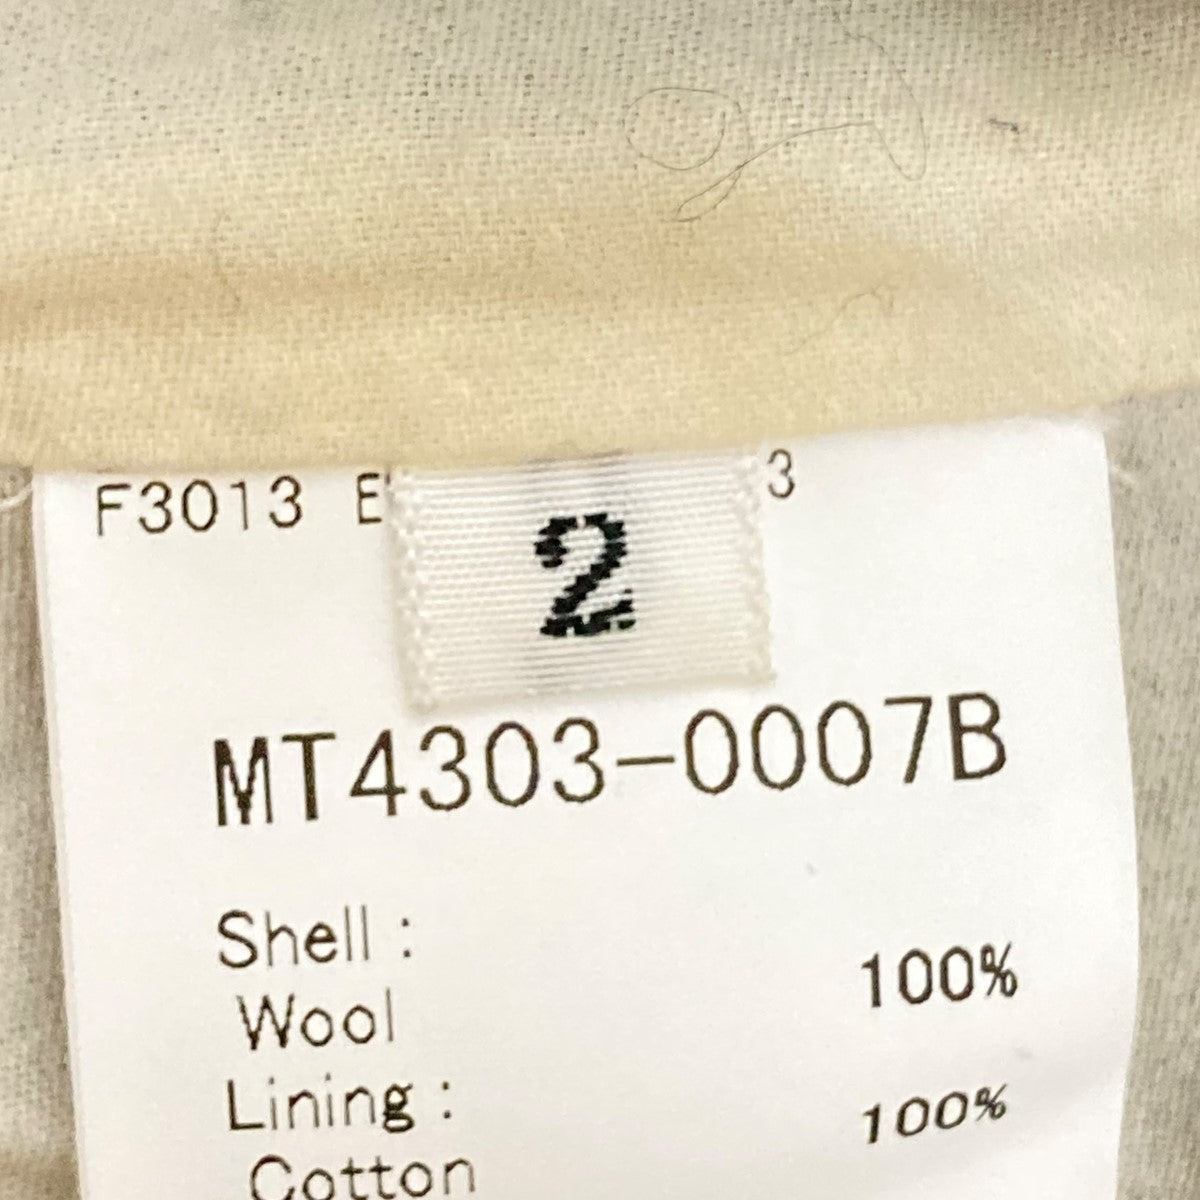 F3013 E 3
2
MT4303-0007B
Shell :
100%
Wool
Lining :
100%
Cotton